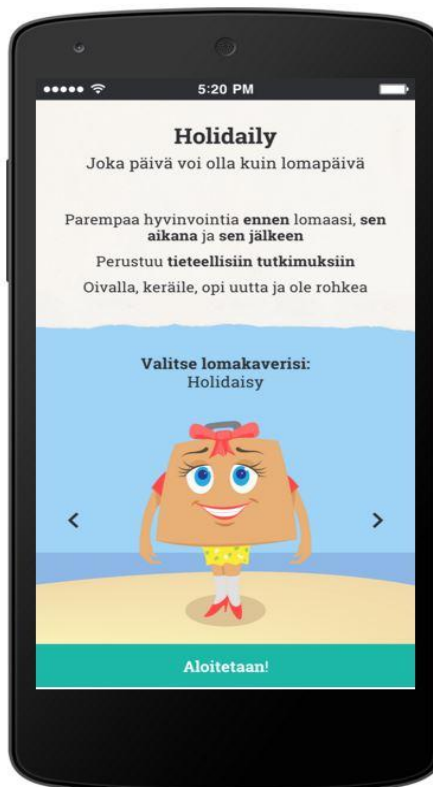 5:20 PM
Holidaily
Joka päivä voi olla kuin lomapäivä
Parempaa hyvinvointia ennen lomaasi, sen
aikana ja sen jälkeen
Perustuu tieteellisiin tutkimuksiin
Oivalla, keräile, opi uutta ja ole rohkea
Valitse lomakaverisi:
Holidaisy
Aloitetaan!